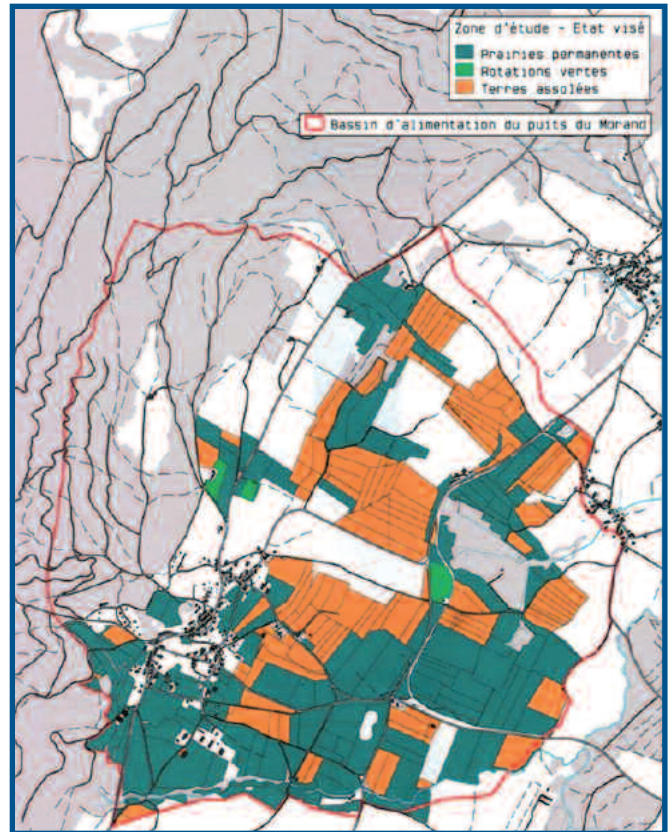 Zone d'étude - Etat visé
Prairies permanentes
Rotations vertes
Terres assolées
Bassin d'alimentation du puits du Morand